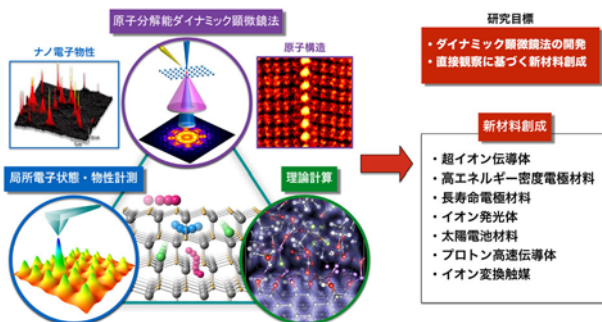 原子分解能ダイナミック顕微鏡法
ナノ電子物性
原子構造
局所電子状態・物性計測
理論計算
研究目標
・ダイナミック顕微鏡法の開発
・直接観察に基づく新材料創成
新材料創成
・超イオン伝導体
・高エネルギー密度電極材料
・長寿命電極材料
・イオン発光体
・太陽電池材料
・プロトン高速伝導体
・イオン変換触媒